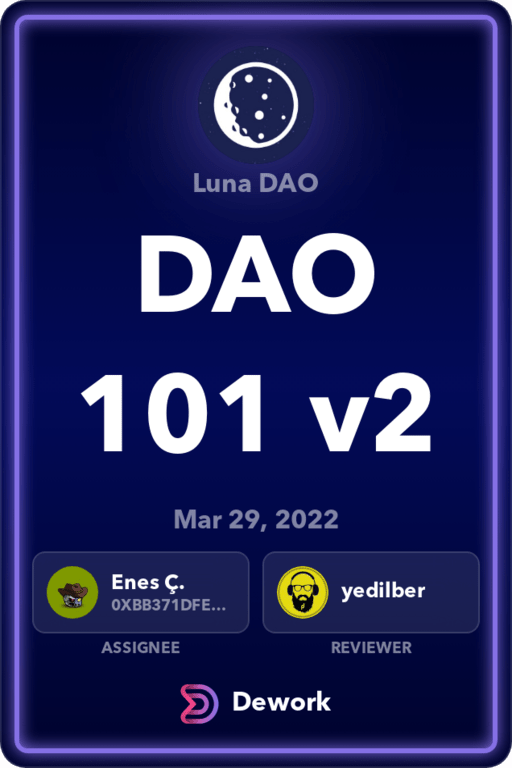 Luna DAO
DAO
101 v2
Mar 29, 2022
Enes Ç.
0XBB371DFE...
ASSIGNEE
yedilber
REVIEWER
Dework